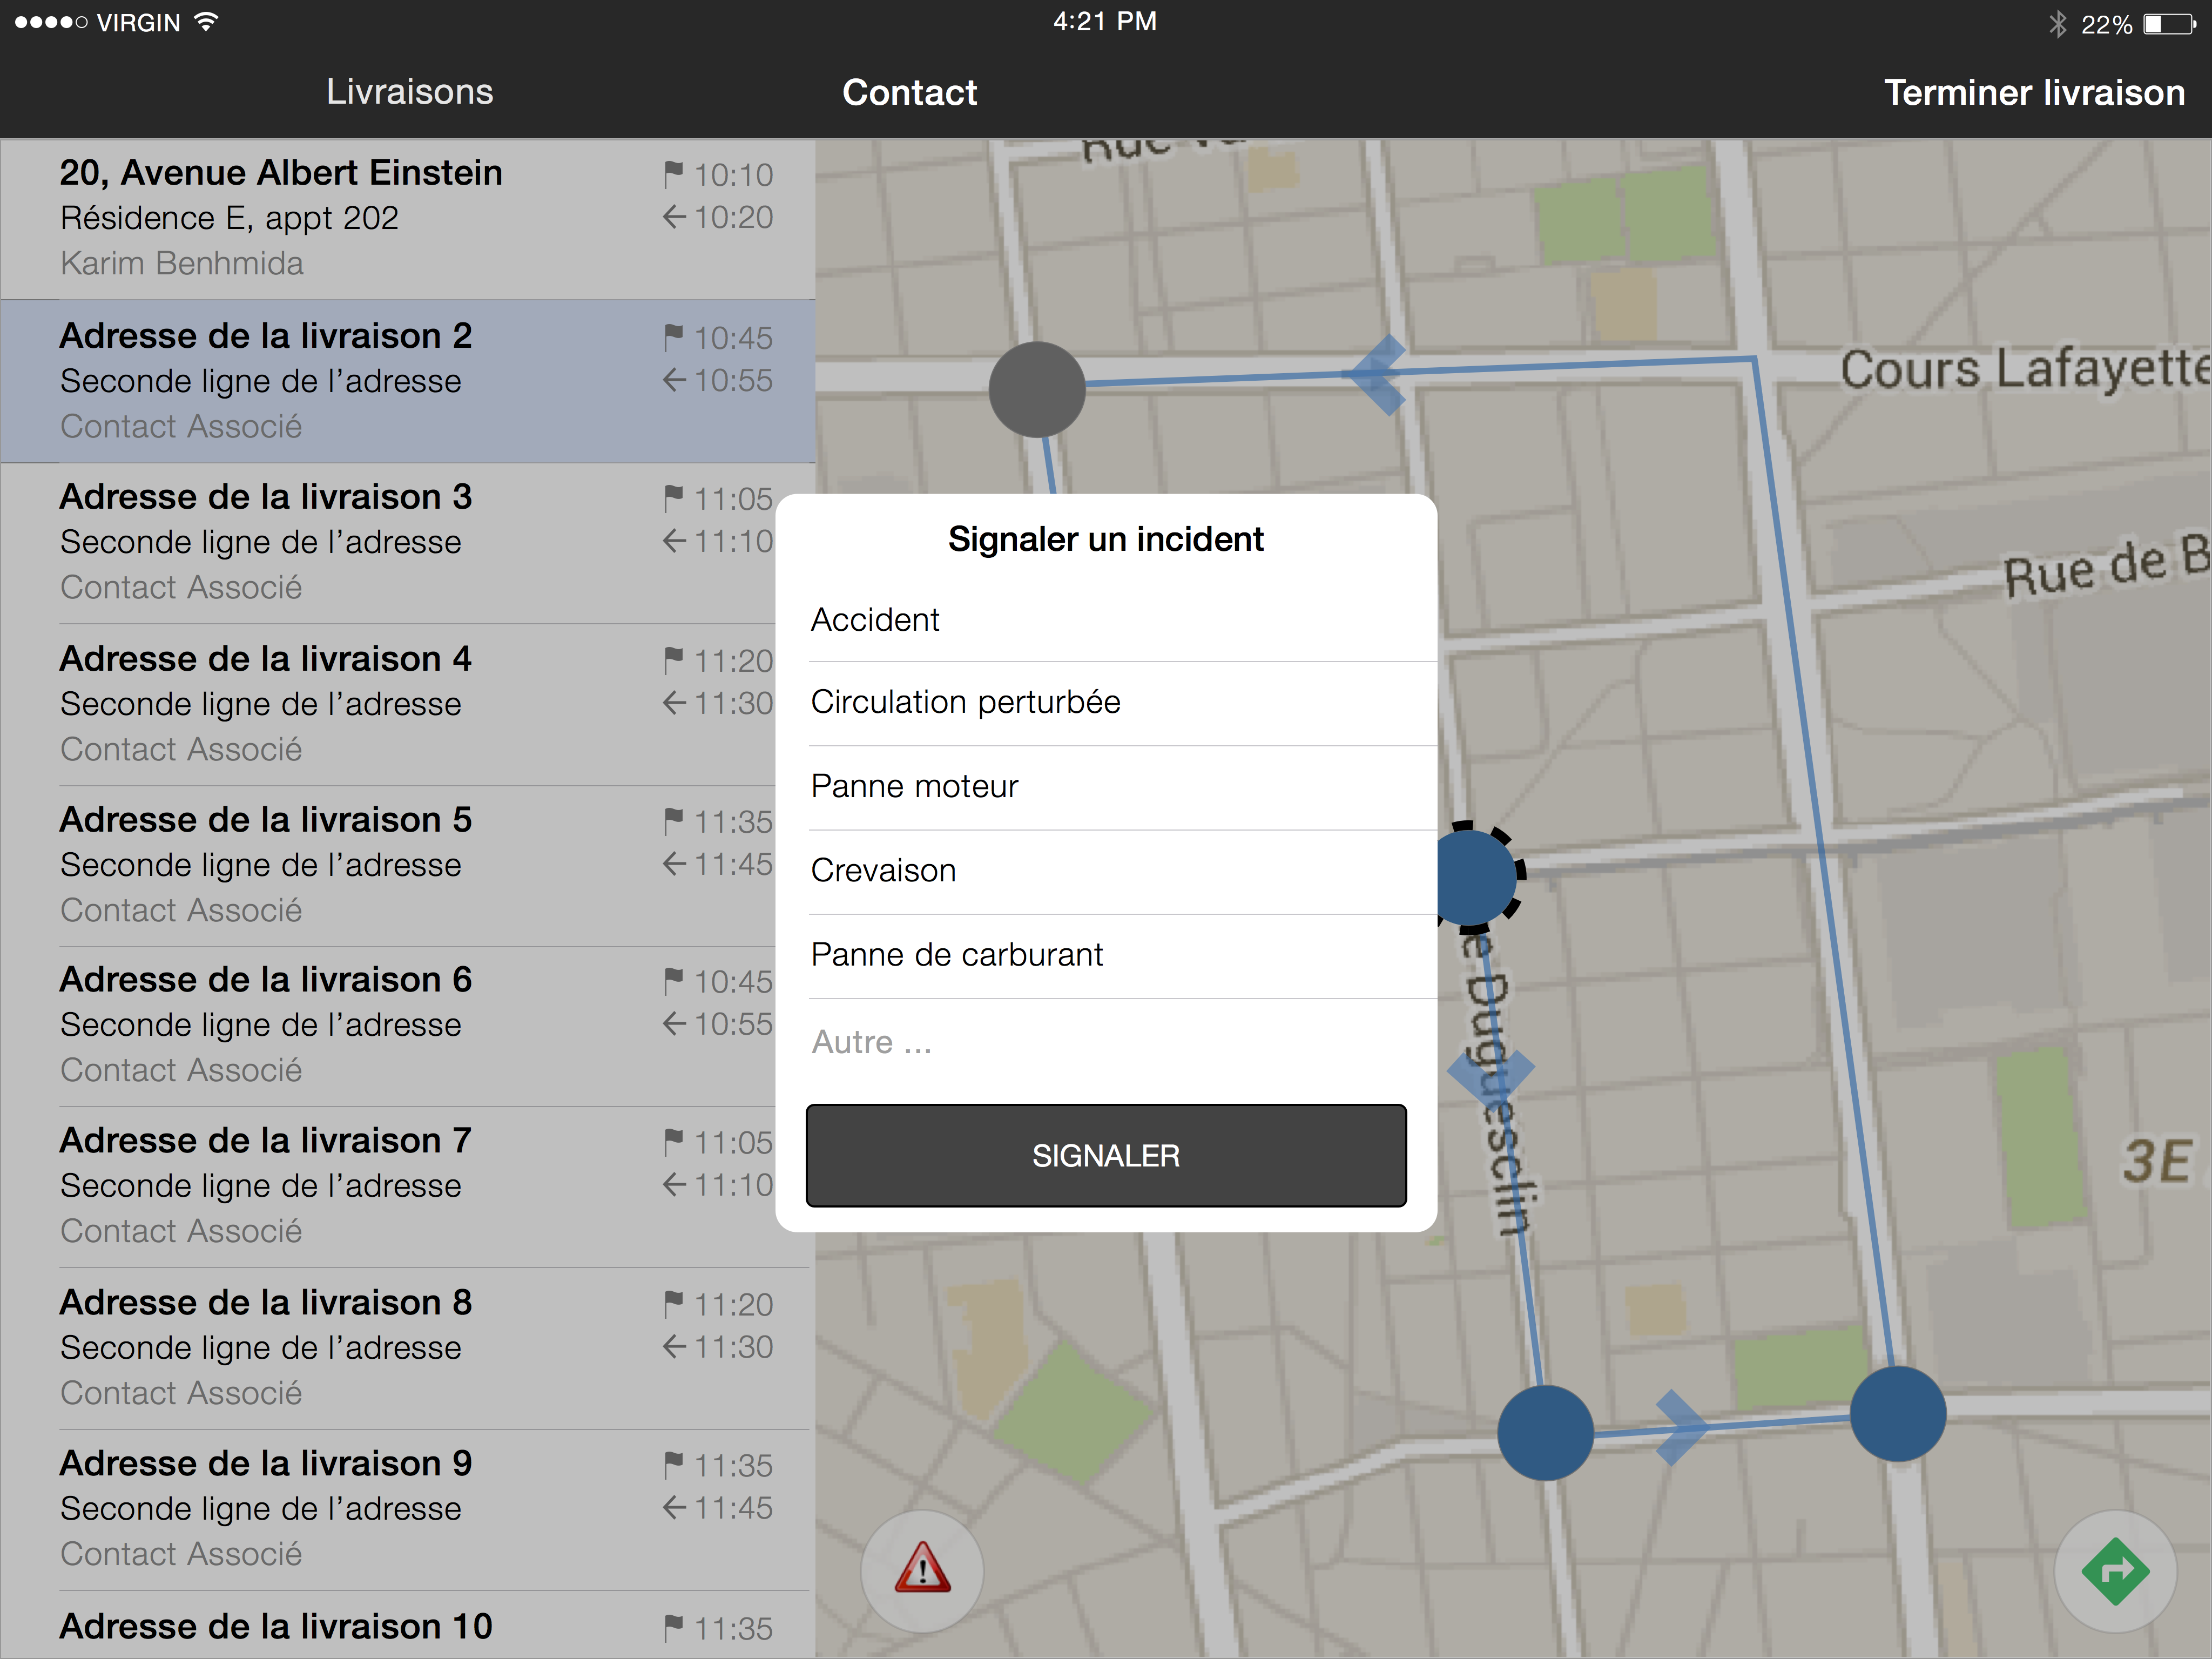 VIRGIN
4:21 PM
22%
Livraisons
Contact
Terminer livraison
20, Avenue Albert Einstein
10:10
Résidence E, appt 202
10:20
Karim Benhmida
Adresse de la livraison 2
10:45
Seconde ligne de l’adresse
10:55
Contact Associé
Adresse de la livraison 3
11:05
Seconde ligne de l’adresse
11:10
Contact Associé
Adresse de la livraison 4
11:20
Seconde ligne de l’adresse
11:30
Contact Associé
Adresse de la livraison 5
11:35
Seconde ligne de l’adresse
11:45
Contact Associé
Adresse de la livraison 6
10:45
Seconde ligne de l’adresse
10:55
Contact Associé
Adresse de la livraison 7
11:05
Seconde ligne de l’adresse
11:10
Contact Associé
Adresse de la livraison 8
11:20
Seconde ligne de l’adresse
11:30
Contact Associé
Adresse de la livraison 9
11:35
Seconde ligne de l’adresse
11:45
Contact Associé
Adresse de la livraison 10
11:35
Rue
Cours Lafayette
Rue de B
e Duguesclin
3E
Signaler un incident
Accident
Circulation perturbée
Panne moteur
Crevaison
Panne de carburant
Autre ...
SIGNALER